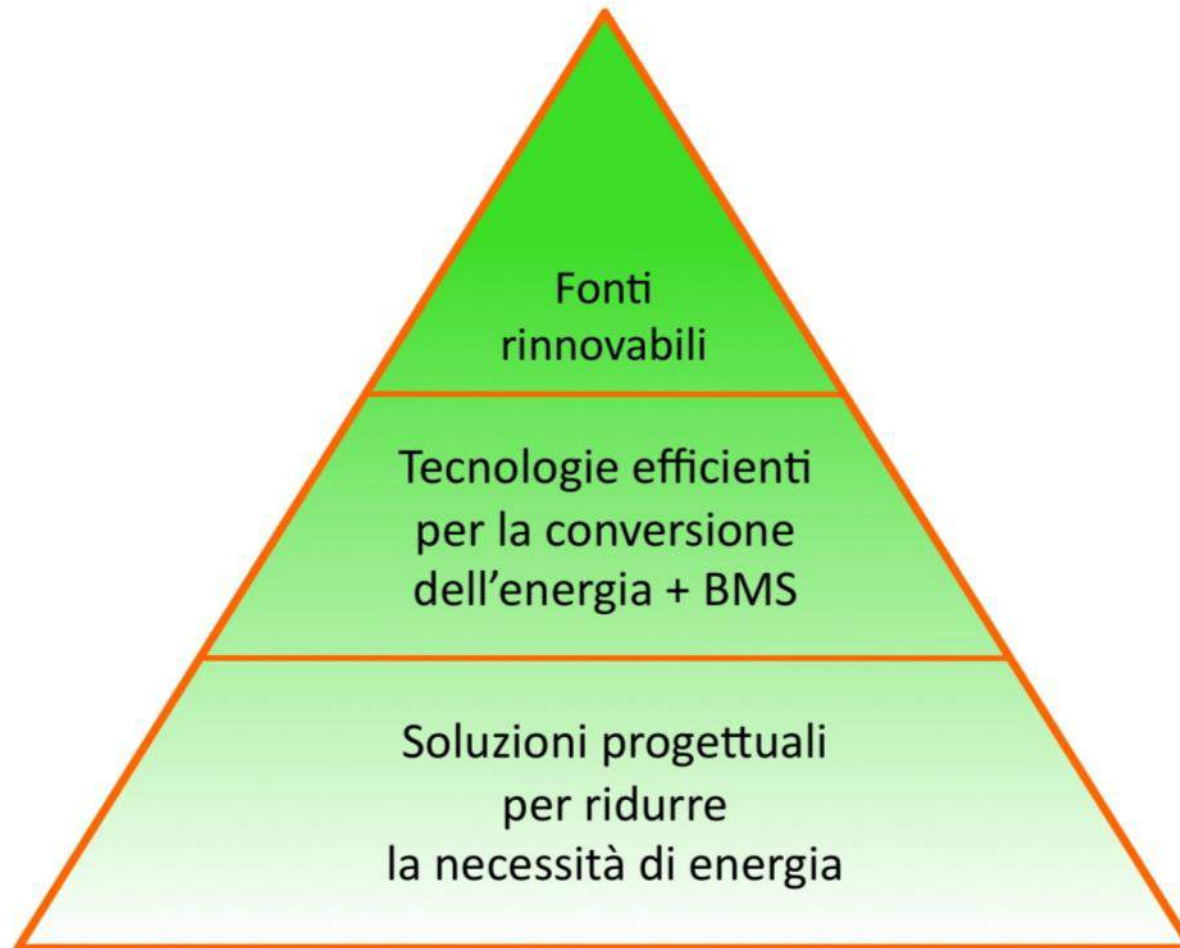 Fonti
rinnovabili
Tecnologie efficienti
per la conversione
dell’energia + BMS
Soluzioni progettuali
per ridurre
la necessità di energia